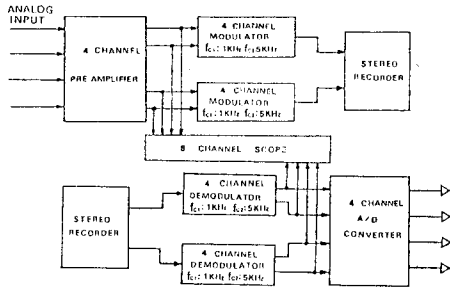 ANALOG
INPUT
4 CHANNEL
PRE AMPLIFIER
4 CHANNEL
MODULATOR
fc1:1KHz fc2:5KHz
4 CHANNEL
MODULATOR
fc1:1KHz fc2:5KHz
STEREO
RECORDER
8 CHANNEL SCOPE
STEREO
RECORDER
4 CHANNEL
DEMODULATOR
fc1:1KHz fc2:5KHz
4 CHANNEL
DEMODULATOR
fc1:1KHz fc2:5KHz
4 CHANNEL
A/D
CONVERTER